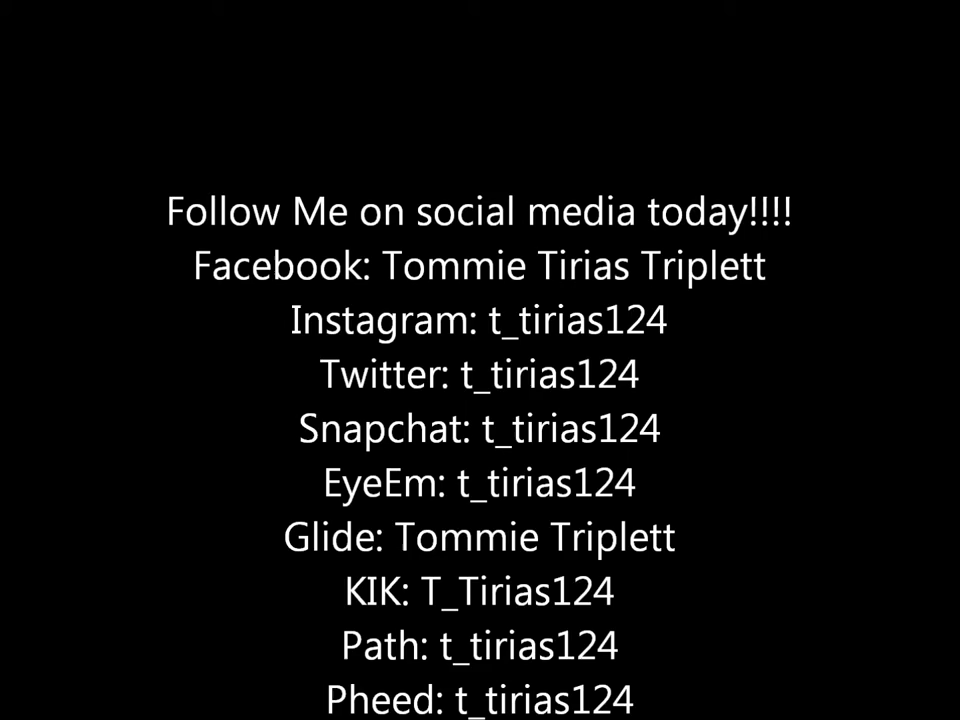 Follow Me on social media today!!!!
Facebook: Tommie Tirias Triplett
Instagram: t_tirias124
Twitter: t_tirias124
Snapchat: t_tirias124
EyeEm: t_tirias124
Glide: Tommie Triplett
KIK: T_Tirias124
Path: t_tirias124
Pheed: t_tirias124